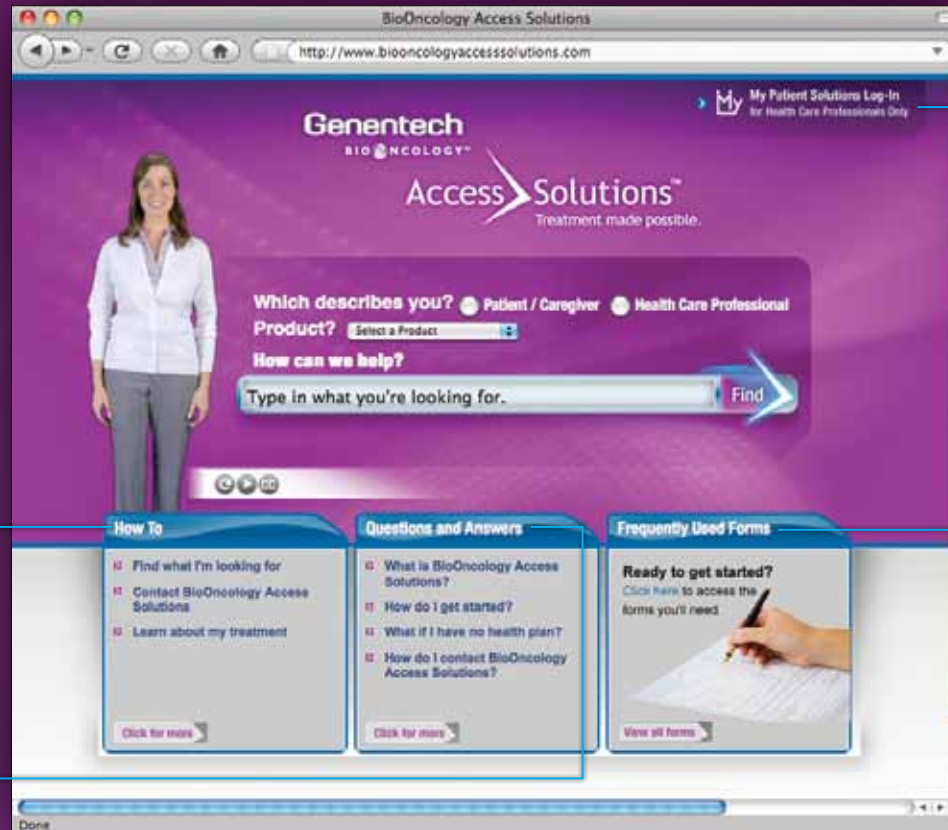 BioOncology Access Solutions
http://www.biooncologyaccesssolutions.com
My My Patient Solutions Log-In
for Health Care Professionals Only
Genentech
BIOONCOLOGY™
Access Solutions™
Treatment made possible.
Which describes you? Patient / Caregiver Health Care Professional
Product? Select a Product
How can we help?
Type in what you're looking for. Find
How To
Find what I'm looking for
Contact BioOncology Access
Solutions
Learn about my treatment
Click for more
Questions and Answers
What is BioOncology Access
Solutions?
How do I get started?
What if I have no health plan?
How do I contact BioOncology
Access Solutions?
Click for more
Frequently Used Forms
Ready to get started?
Click here to access the
forms you'll need
View all forms
Done